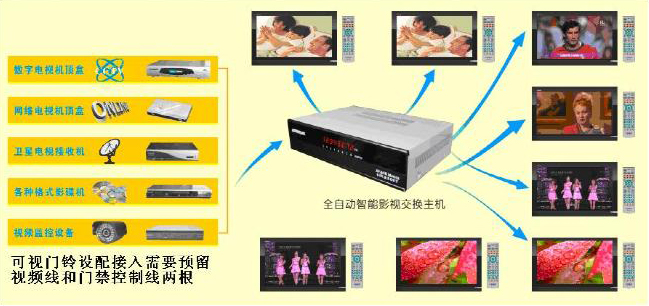 数字电视机顶盒
网络电视机顶盒
ONLINE
卫星电视接收机
各种格式影碟机
视频监控设备
可视门铃设配接入需要预留
视频线和门禁控制线两根
全自动智能影视交换主机